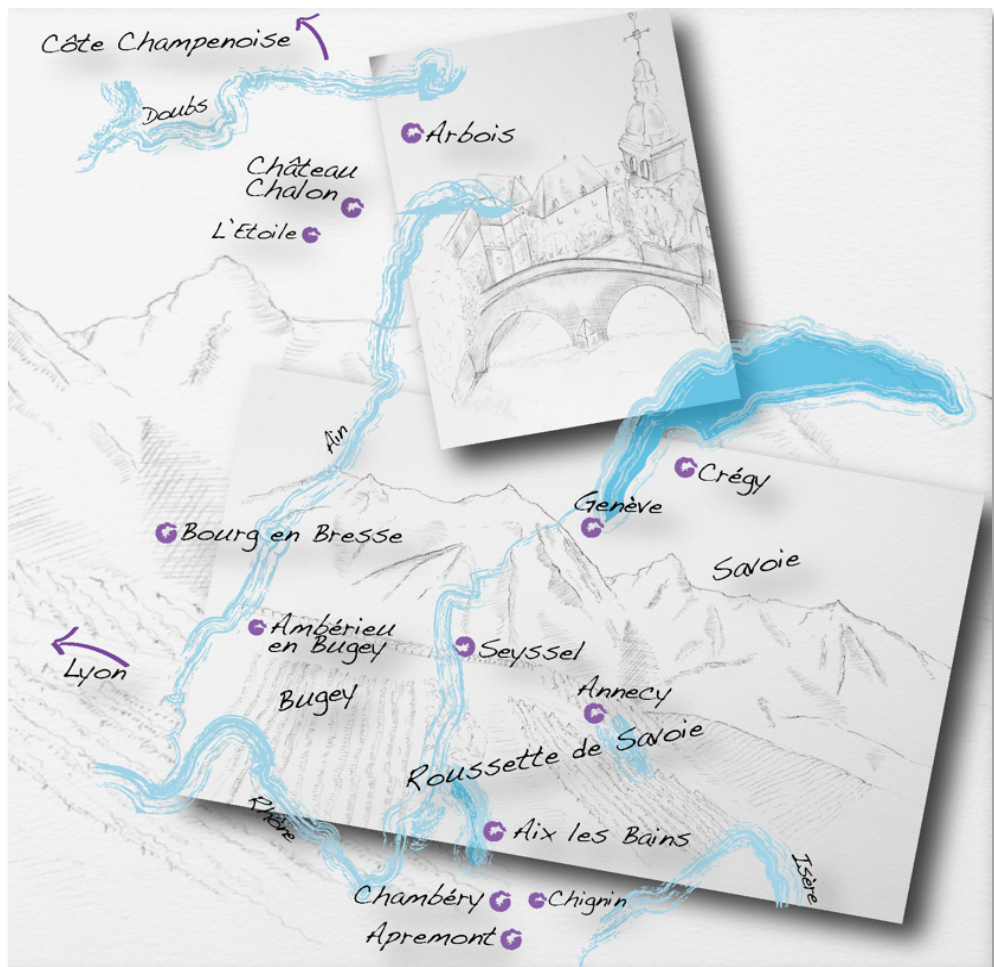 Côte Champenoise
Doubs
Arbois
Château
Chalon
L'Etoile
Ain
Crégy
Genève
Bourg en Bresse
Savoie
Ambérieu
en Bugey
Seyssel
Lyon
Bugey
Annecy
Roussette de Savoie
Rhône
Aix les Bains
Isère
Chambéry
Chignin
Apremont